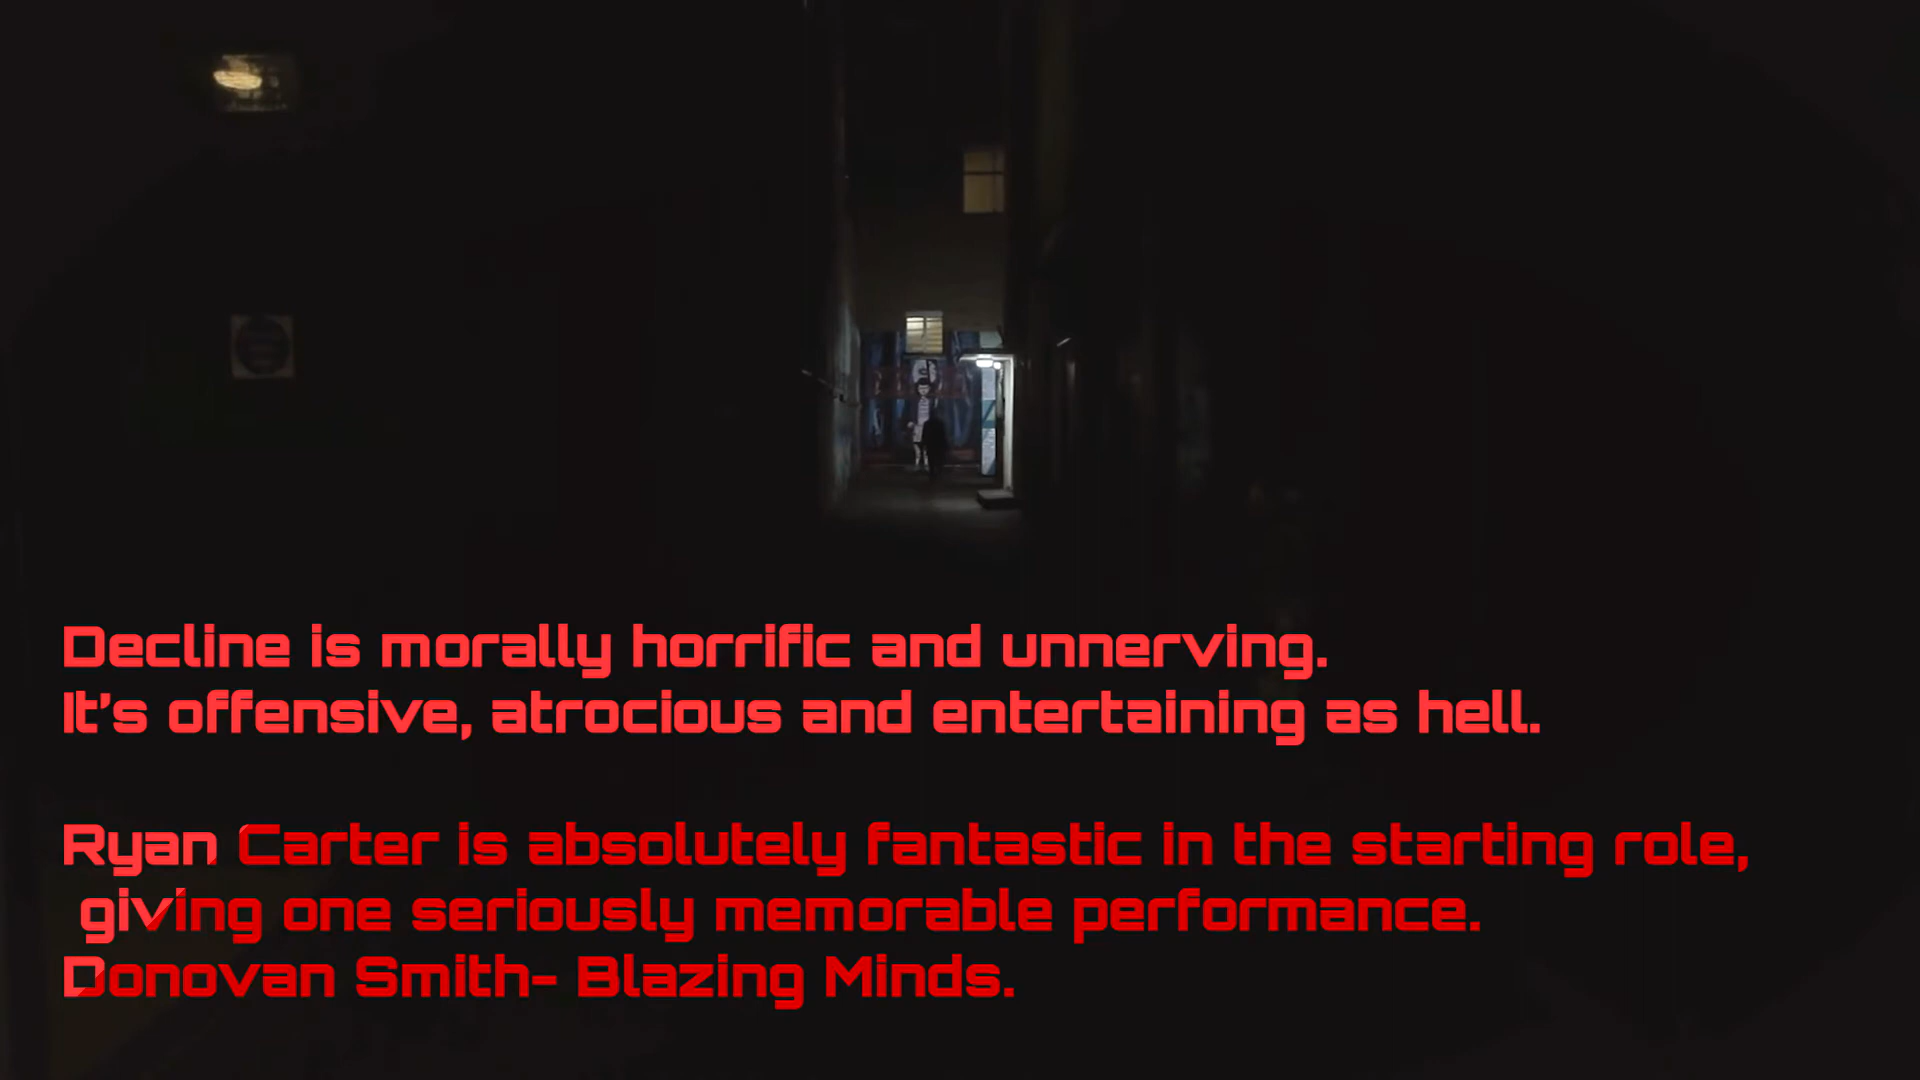 Decline is morally horrific and unnerving.
It's offensive, atrocious and entertaining as hell.
Ryan Carter is absolutely fantastic in the starting role,
giving one seriously memorable performance.
Donovan Smith- Blazing Minds.